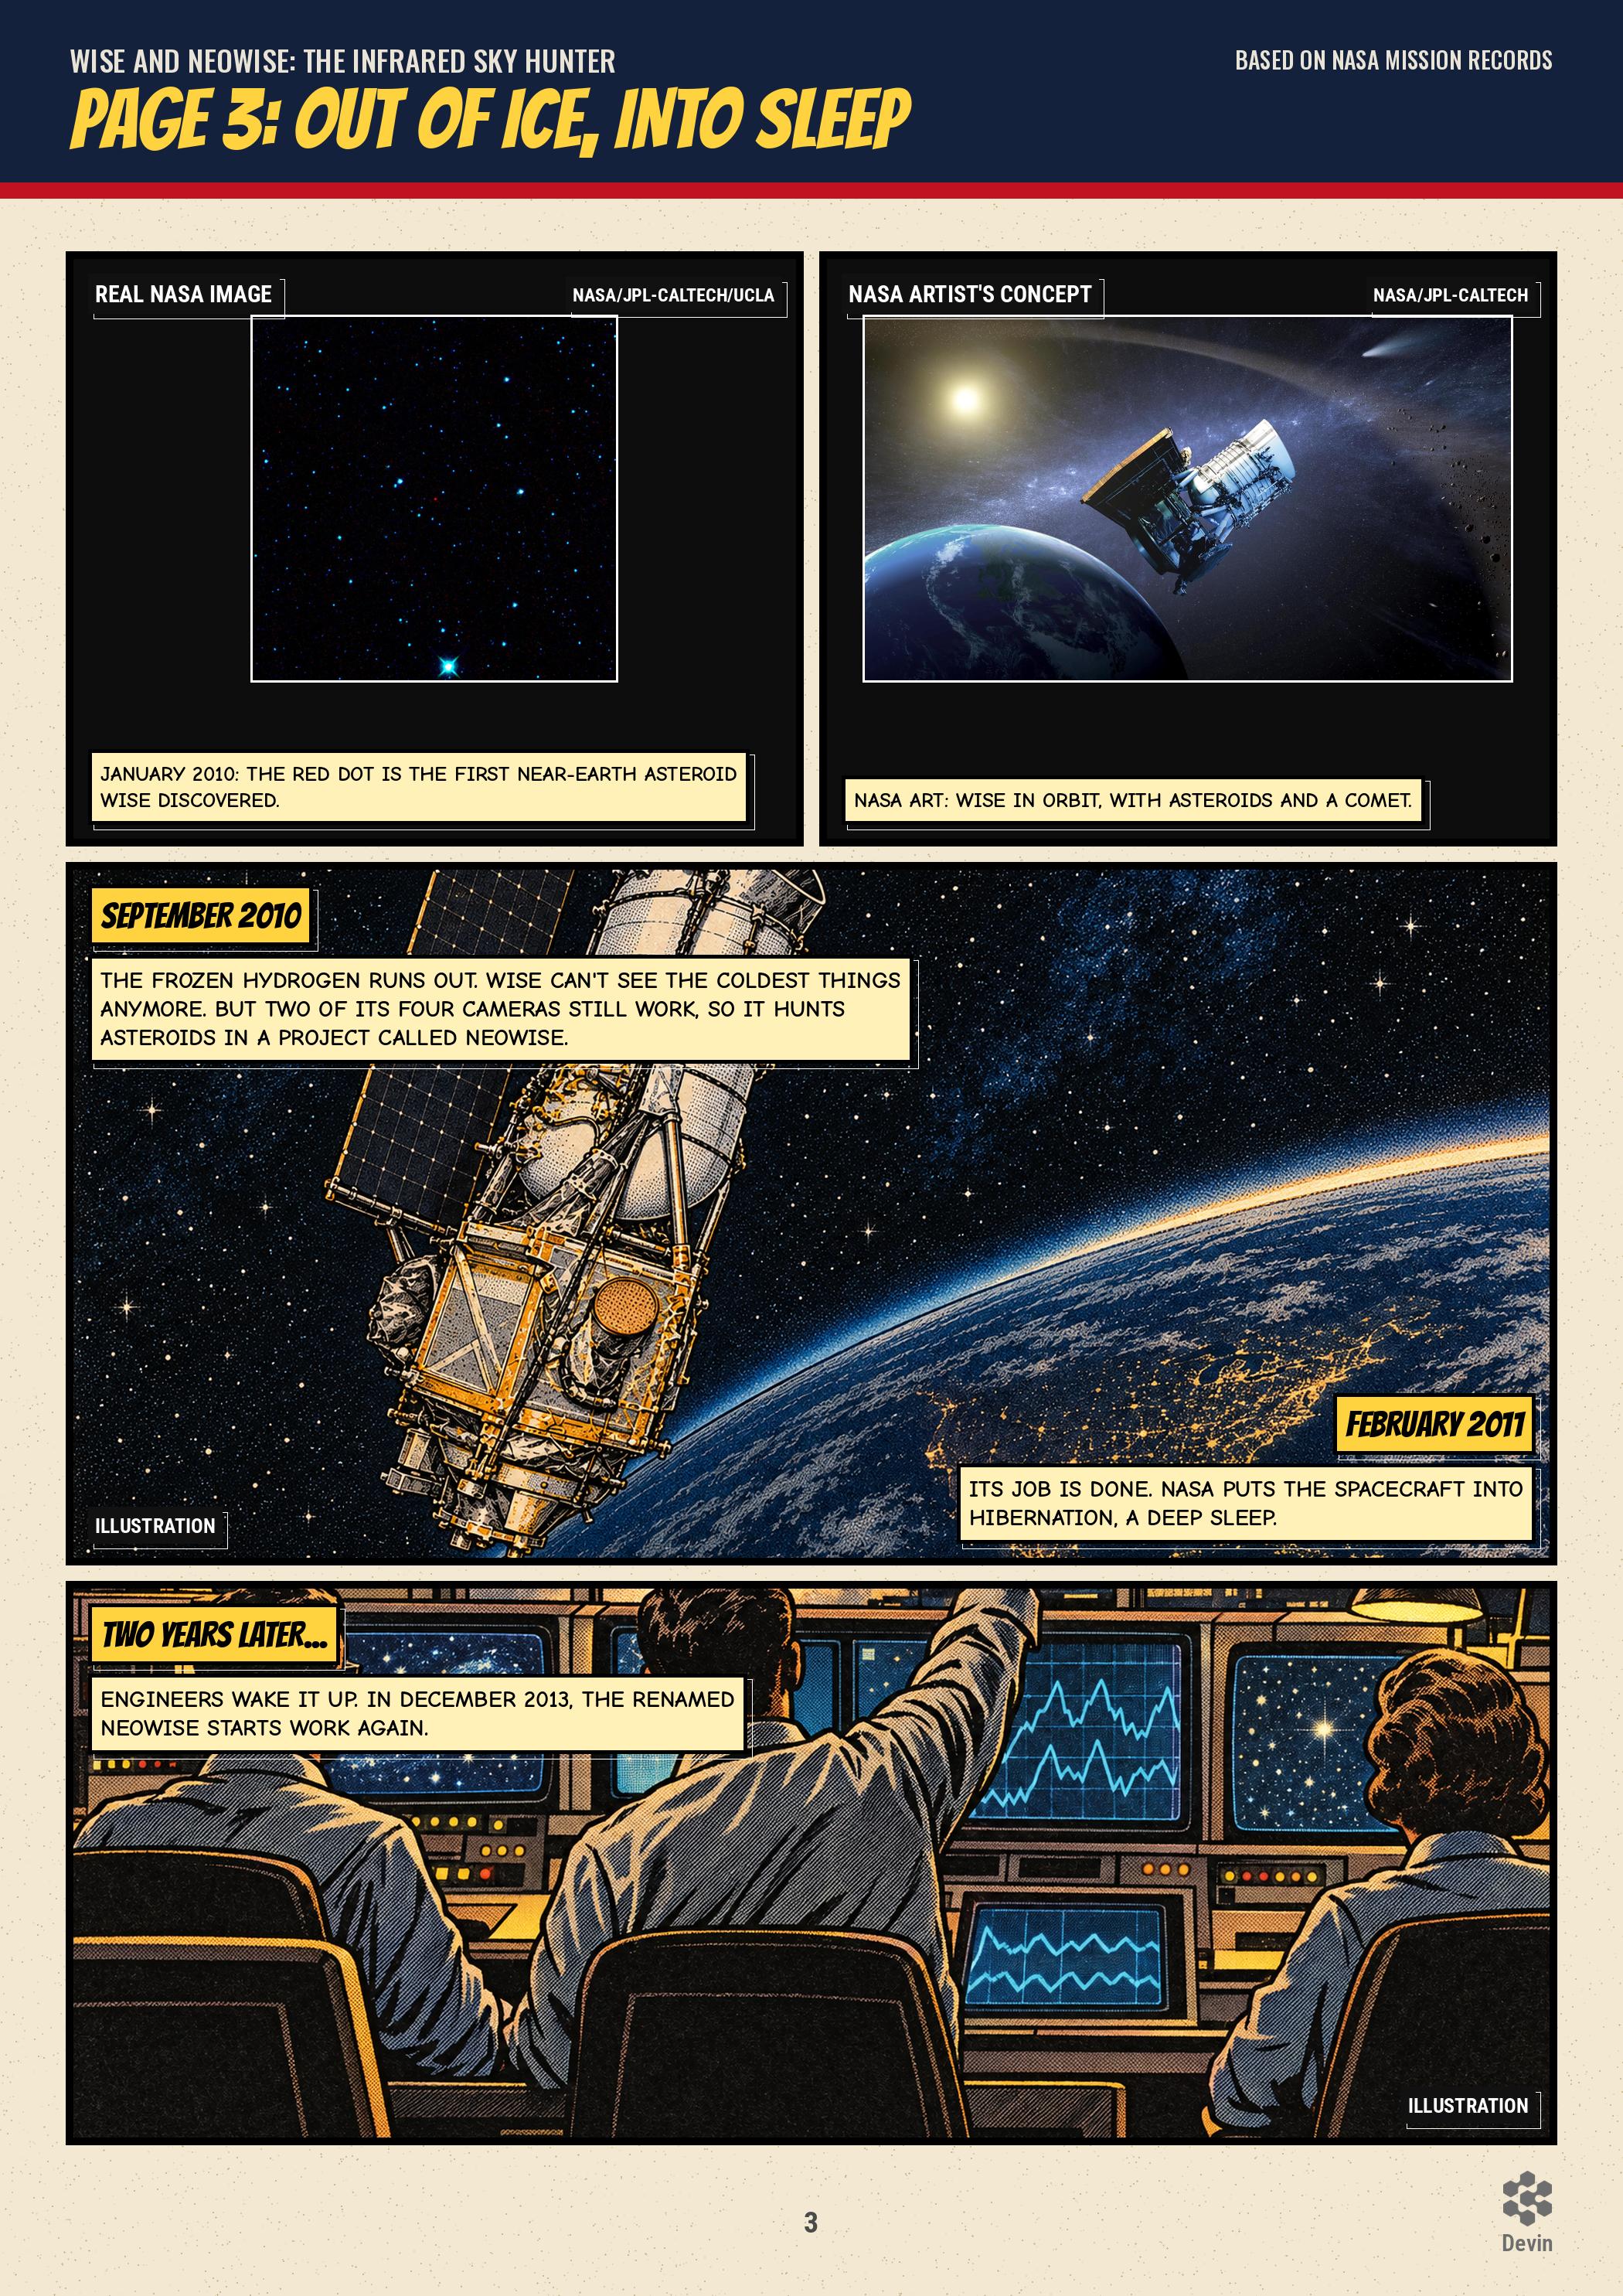 WISE AND NEOWISE: THE INFRARED SKY HUNTER
BASED ON NASA MISSION RECORDS
PAGE 3: OUT OF ICE, INTO SLEEP
REAL NASA IMAGE
NASA/JPL-CALTECH/UCLA
JANUARY 2010: THE RED DOT IS THE FIRST NEAR-EARTH ASTEROID
WISE DISCOVERED.
NASA ARTIST'S CONCEPT
NASA/JPL-CALTECH
NASA ART: WISE IN ORBIT, WITH ASTEROIDS AND A COMET.
SEPTEMBER 2010
THE FROZEN HYDROGEN RUNS OUT. WISE CAN'T SEE THE COLDEST THINGS
ANYMORE. BUT TWO OF ITS FOUR CAMERAS STILL WORK, SO IT HUNTS
ASTEROIDS IN A PROJECT CALLED NEOWISE.
FEBRUARY 2011
ITS JOB IS DONE. NASA PUTS THE SPACECRAFT INTO
HIBERNATION, A DEEP SLEEP.
ILLUSTRATION
TWO YEARS LATER...
ENGINEERS WAKE IT UP. IN DECEMBER 2013, THE RENAMED
NEOWISE STARTS WORK AGAIN.
ILLUSTRATION
3
Devin